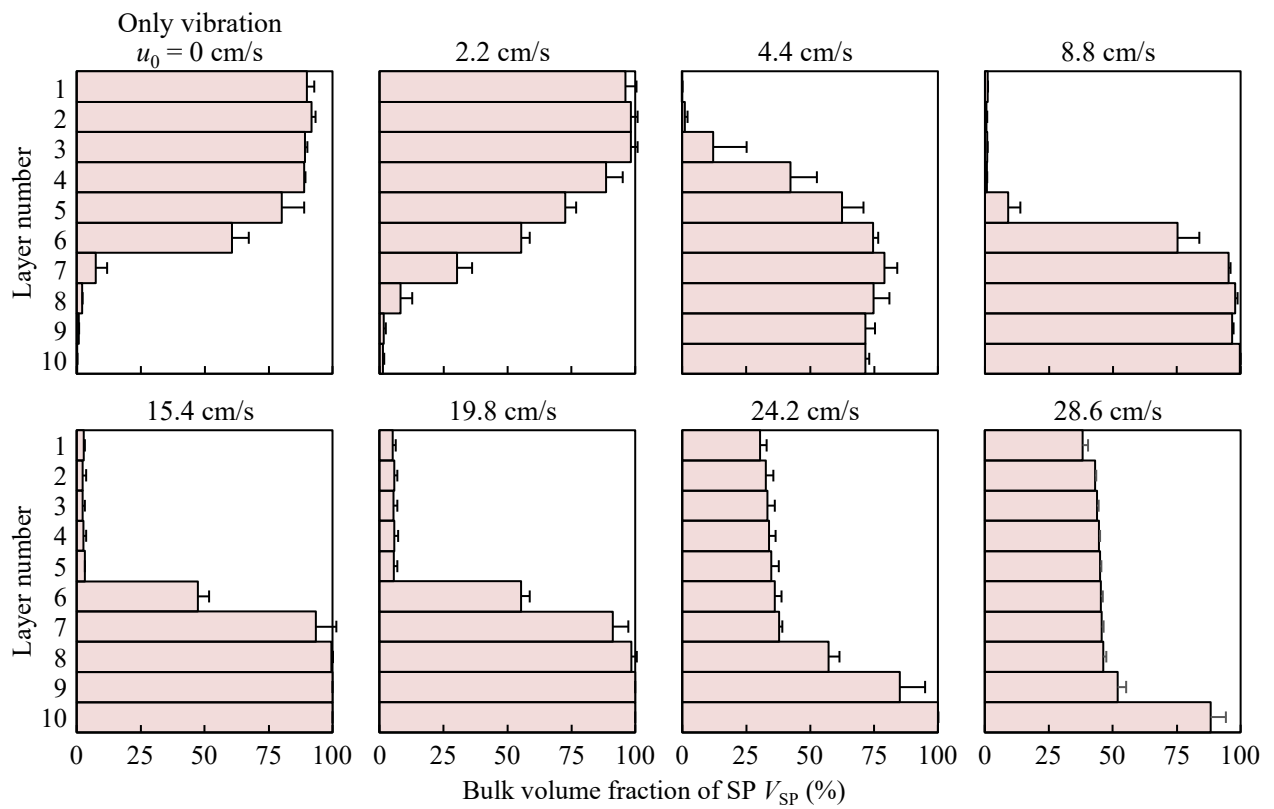 Only vibration
u₀ = 0 cm/s
2.2 cm/s
4.4 cm/s
8.8 cm/s
Layer number
1
2
3
4
5
6
7
8
9
10
15.4 cm/s
19.8 cm/s
24.2 cm/s
28.6 cm/s
Layer number
1
2
3
4
5
6
7
8
9
10
0 25 50 75 100
0 25 50 75 100
0 25 50 75 100
0 25 50 75 100
Bulk volume fraction of SP V_SP (%)